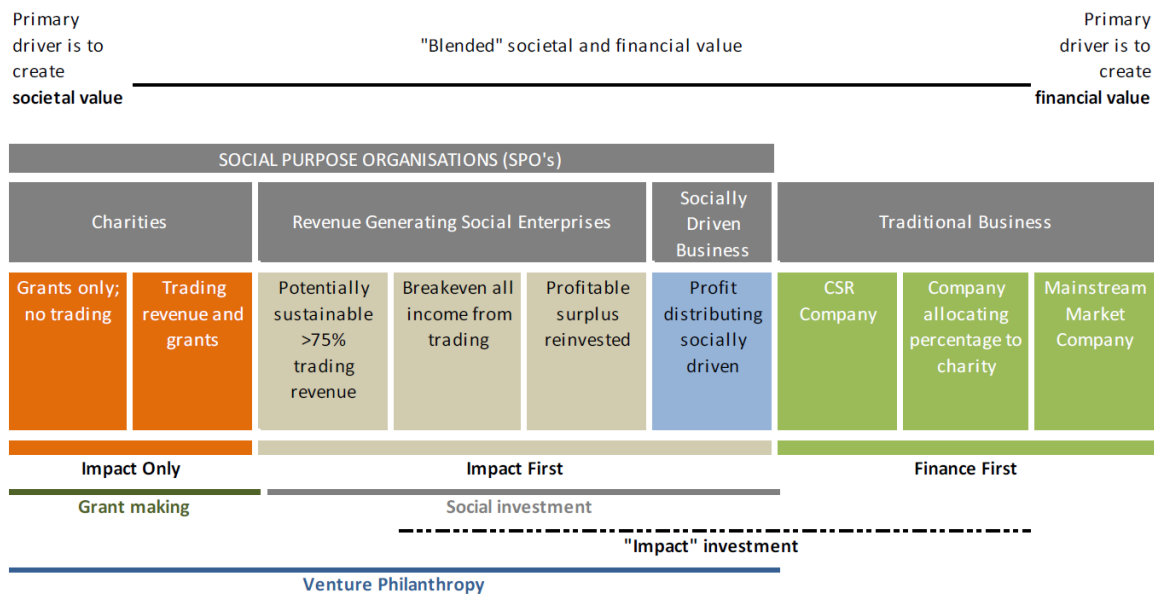 Primary
driver is to
create
societal value
"Blended" societal and financial value
Primary
driver is to
create
financial value
SOCIAL PURPOSE ORGANISATIONS (SPO's)
Charities
Revenue Generating Social Enterprises
Socially
Driven
Business
Traditional Business
Grants only;
no trading
Trading
revenue and
grants
Potentially
sustainable
>75%
trading
revenue
Breakeven all
income from
trading
Profitable
surplus
reinvested
Profit
distributing
socially
driven
CSR
Company
Company
allocating
percentage to
charity
Mainstream
Market
Company
Impact Only
Impact First
Finance First
Grant making
Social investment
"Impact" investment
Venture Philanthropy